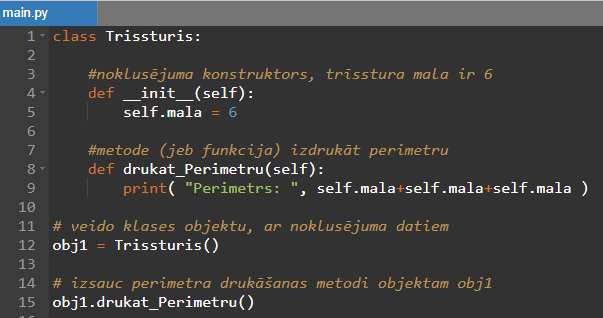 main.py
1 class Trissturis:
2
3     #noklusējuma konstruktors, trīsstura mala ir 6
4     def __init__(self):
5         self.mala = 6
6
7     #metode (jeb funkcija) izdrukāt perimetru
8     def drukat_Perimetru(self):
9         print( "Perimetrs: ", self.mala+self.mala+self.mala )
10
11 # veido klases objektu, ar noklusējuma datiem
12 obj1 = Trissturis()
13
14 # izsauc perimetra drukāšanas metodi objektam obj1
15 obj1.drukat_Perimetru()